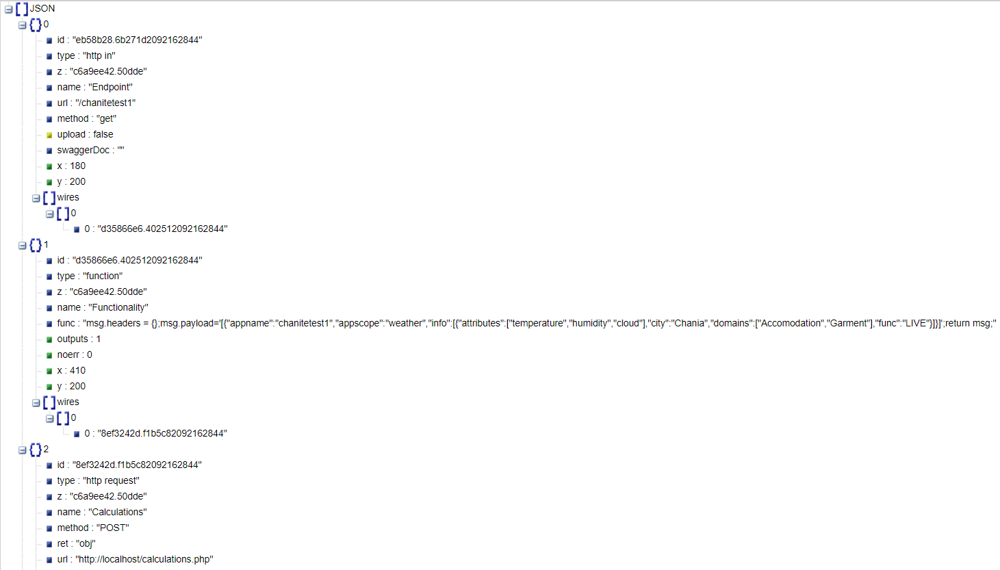 JSON
0
id : "eb58b28.6b271d2092162844"
type : "http in"
z : "c6a9ee42.50dde"
name : "Endpoint"
url : "/chanitetest1"
method : "get"
upload : false
swaggerDoc : ""
x : 180
y : 200
wires
0
0 : "d35866e6.402512092162844"
1
id : "d35866e6.402512092162844"
type : "function"
z : "c6a9ee42.50dde"
name : "Functionality"
func : "msg.headers = {};msg.payload='[{"appname":"chanitetest1","appscope":"weather","info":[{"attributes":["temperature","humidity","cloud"],"city":"Chania","domains":["Accomodation","Garment"],"func":"LIVE"}]}]';return msg;"
outputs : 1
noerr : 0
x : 410
y : 200
wires
0
0 : "8ef3242d.f1b5c82092162844"
2
id : "8ef3242d.f1b5c82092162844"
type : "http request"
z : "c6a9ee42.50dde"
name : "Calculations"
method : "POST"
ret : "obj"
url : "http://localhost/calculations.php"